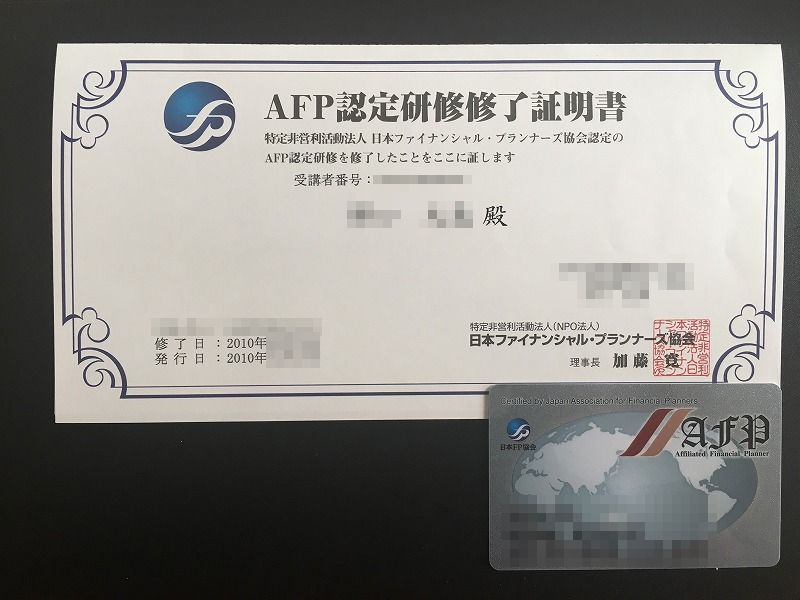 AFP認定研修修了証明書
特定非営利活動法人 日本ファイナンシャル・プランナーズ協会認定の
AFP認定研修を修了したことをここに証します
受講者番号：
殿
修了日：2010年
発行日：2010年
特定非営利活動法人（NPO法人）
日本ファイナンシャル・プランナーズ協会
理事長 加藤 寛
Certified by Japan Association for Financial Planners
日本FP協会
AFP
Affiliated Financial Planner